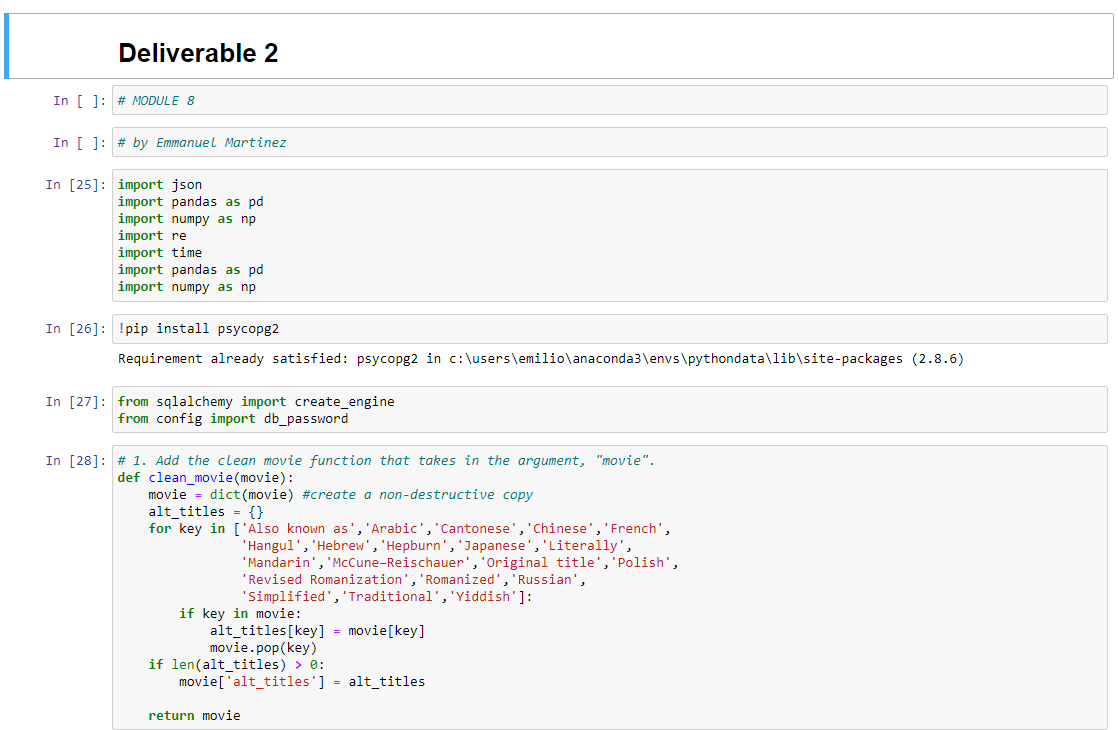 Deliverable 2
In [ ]: # MODULE 8
In [ ]: # by Emmanuel Martinez
In [25]: import json
import pandas as pd
import numpy as np
import re
import time
import pandas as pd
import numpy as np
In [26]: !pip install psycopg2
Requirement already satisfied: psycopg2 in c:\users\emilio\anaconda3\envs\pythondata\lib\site-packages (2.8.6)
In [27]: from sqlalchemy import create_engine
from config import db_password
In [28]: # 1. Add the clean movie function that takes in the argument, "movie".
def clean_movie(movie):
    movie = dict(movie) #create a non-destructive copy
    alt_titles = {}
    for key in ['Also known as','Arabic','Cantonese','Chinese','French',
                'Hangul','Hebrew','Hepburn','Japanese','Literally',
                'Mandarin','McCune–Reischauer','Original title','Polish',
                'Revised Romanization','Romanized','Russian',
                'Simplified','Traditional','Yiddish']:
        if key in movie:
            alt_titles[key] = movie[key]
            movie.pop(key)
    if len(alt_titles) > 0:
        movie['alt_titles'] = alt_titles
    return movie